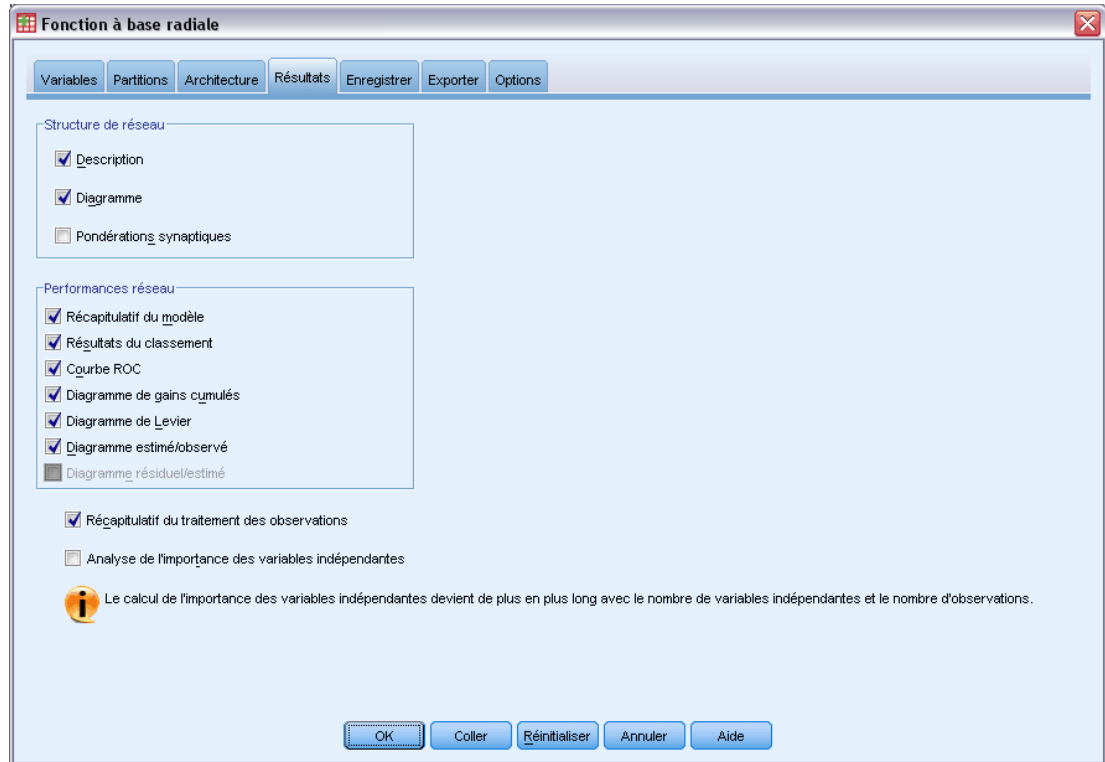 Fonction à base radiale
Variables Partitions Architecture Résultats Enregistrer Exporter Options
Structure de réseau
Description
Diagramme
Pondérations synaptiques
Performances réseau
Récapitulatif du modèle
Résultats du classement
Courbe ROC
Diagramme de gains cumulés
Diagramme de Levier
Diagramme estimé/observé
Diagramme résiduel/estimé
Récapitulatif du traitement des observations
Analyse de l'importance des variables indépendantes
Le calcul de l'importance des variables indépendantes devient de plus en plus long avec le nombre de variables indépendantes et le nombre d'observations.
OK Coller Réinitialiser Annuler Aide